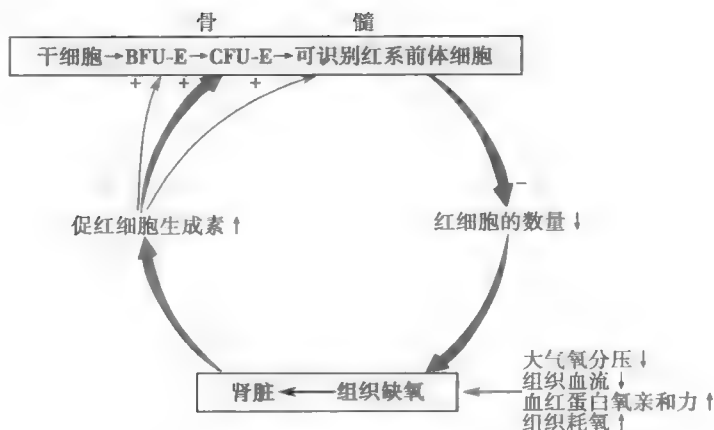 骨 髓
干细胞→BFU-E→CFU-E→可识别红系前体细胞
+ + +
−
促红细胞生成素↑
红细胞的数量↓
肾脏←组织缺氧
大气氧分压↓
组织血流↓
血红蛋白氧亲和力↑
组织耗氧↑